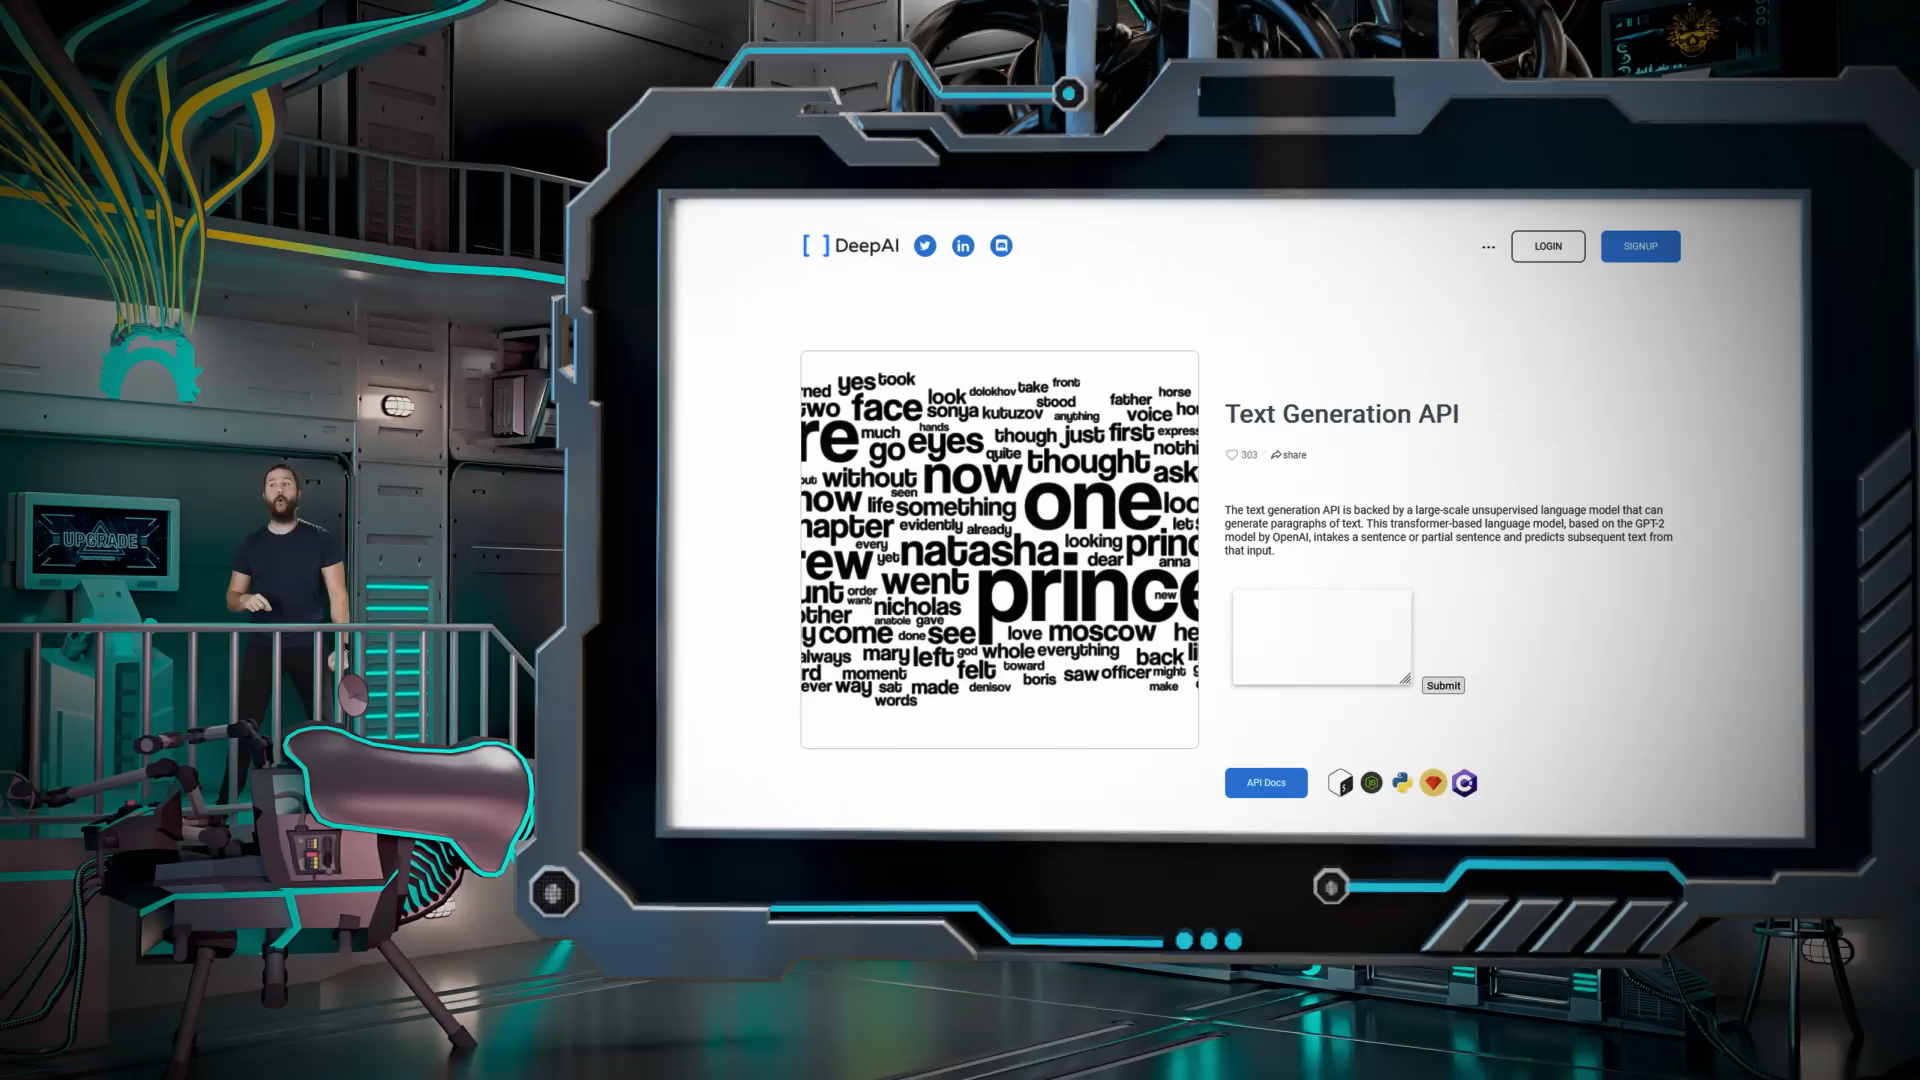 [ ] DeepAI
... LOGIN SIGNUP
yes took
look dolokhov take front
father horse
face sonya kutuzov stood anything voice
much hands
go eyes quite though just first
without now thought
seen
life something one
evidently already
every yet natasha looking dear anna
went prince
order want nicholas new
anatole gave
come done see love moscow
always mary left god whole everything back
moment felt toward saw officer might
ever way sat made denisov boris make
words
Text Generation API
303 share
The text generation API is backed by a large-scale unsupervised language model that can
generate paragraphs of text. This transformer-based language model, based on the GPT-2
model by OpenAI, intakes a sentence or partial sentence and predicts subsequent text from
that input.
Submit
API Docs
UPGRADE